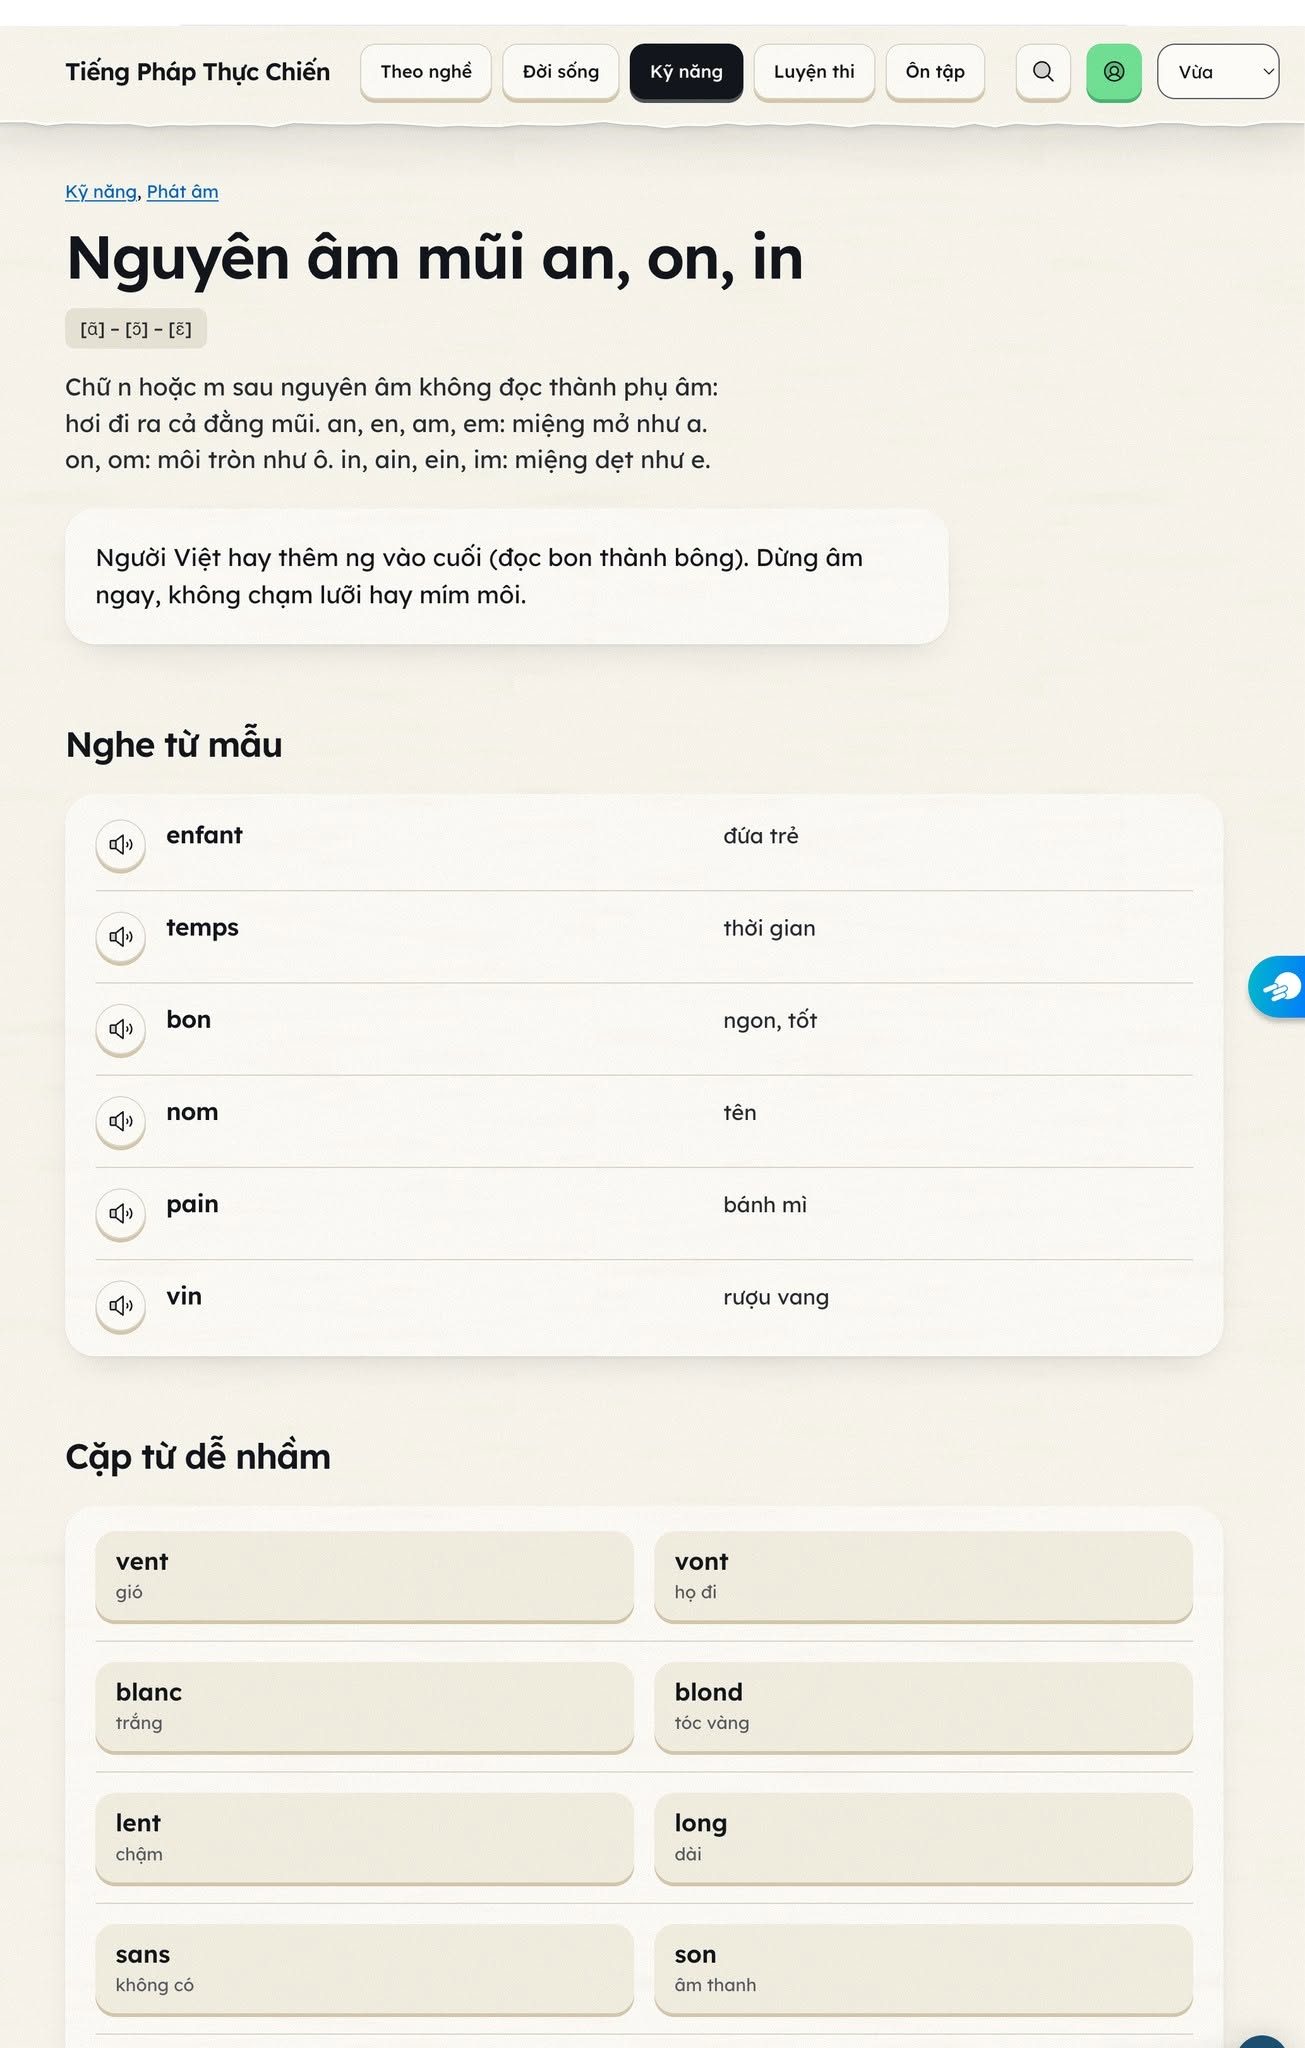 Tiếng Pháp Thực Chiến
Theo nghề
Đời sống
Kỹ năng
Luyện thi
Ôn tập
Vừa
Kỹ năng, Phát âm
Nguyên âm mũi an, on, in
[ɑ̃] – [ɔ̃] – [ɛ̃]
Chữ n hoặc m sau nguyên âm không đọc thành phụ âm:
hơi đi ra cả đằng mũi. an, en, am, em: miệng mở như a.
on, om: môi tròn như ô. in, ain, ein, im: miệng dẹt như e.
Người Việt hay thêm ng vào cuối (đọc bon thành bông). Dừng âm
ngay, không chạm lưỡi hay mím môi.
Nghe từ mẫu
enfant đứa trẻ
temps thời gian
bon ngon, tốt
nom tên
pain bánh mì
vin rượu vang
Cặp từ dễ nhầm
vent vont
gió họ đi
blanc blond
trắng tóc vàng
lent long
chậm dài
sans son
không có âm thanh